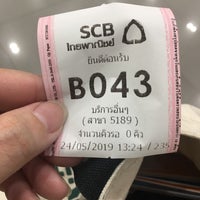 SCB
ไทยพาณิชย์
ยินดีต้อนรับ
B043
บริการอื่นๆ
( สาขา 5189 )
จำนวนคิวรอ 0 คิว
24/05/2019 13:24 / 235